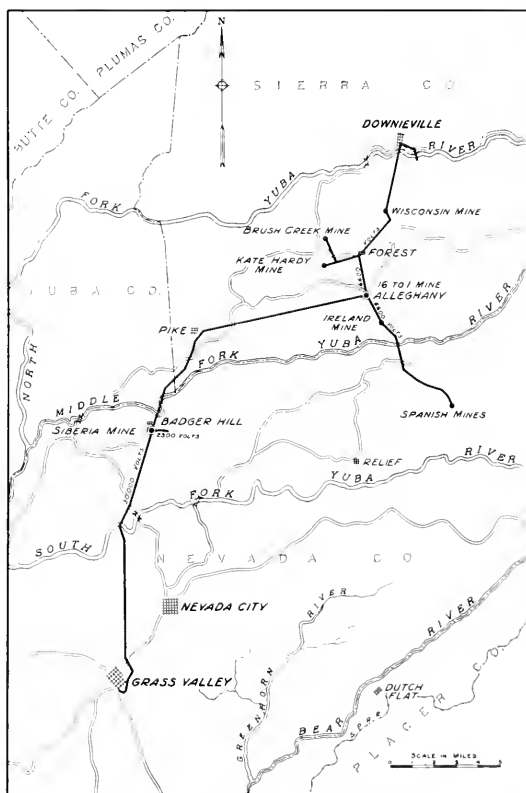 BUTTE CO.
PLUMAS CO.
N
SIERRA CO
DOWNIEVILLE
RIVER
YUBA
FORK
WISCONSIN MINE
BRUSH CREEK MINE
VOLTS
FOREST
KATE HARDY
MINE
YUBA CO.
16 TO 1 MINE
ALLEGHANY
RIVER
IRELAND
MINE
VOLTS
PIKE
YUBA
FORK
NORTH
MIDDLE
BADGER HILL
SIBERIA MINE
2300 VOLTS
SPANISH MINES
RELIEF
RIVER
YUBA
FORK
VOLTS
SOUTH
NEVADA CO
NEVADA CITY
RIVER
RIVER
GRASS VALLEY
GREENHORN
DUTCH
FLAT
BEAR
S.P.R.R.
PLACER CO.
SCALE IN MILES